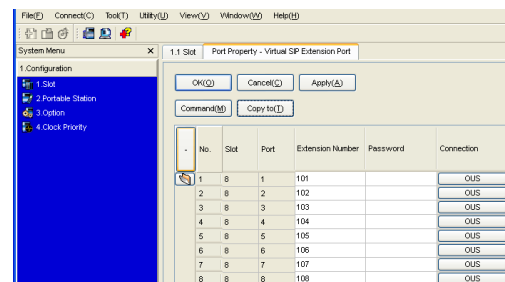 File(F) Connect(C) Tool(T) Utility(U) View(V) Window(W) Help(H)
System Menu X
1.1 Slot Port Property - Virtual SIP Extension Port
1.Configuration
1.Slot
2.Portable Station
3.Option
4.Clock Priority
OK(O) Cancel(C) Apply(A)
Command(M) Copy to(T)
- No. Slot Port Extension Number Password Connection
1 8 1 101 OUS
2 8 2 102 OUS
3 8 3 103 OUS
4 8 4 104 OUS
5 8 5 105 OUS
6 8 6 106 OUS
7 8 7 107 OUS
8 8 8 108 OUS